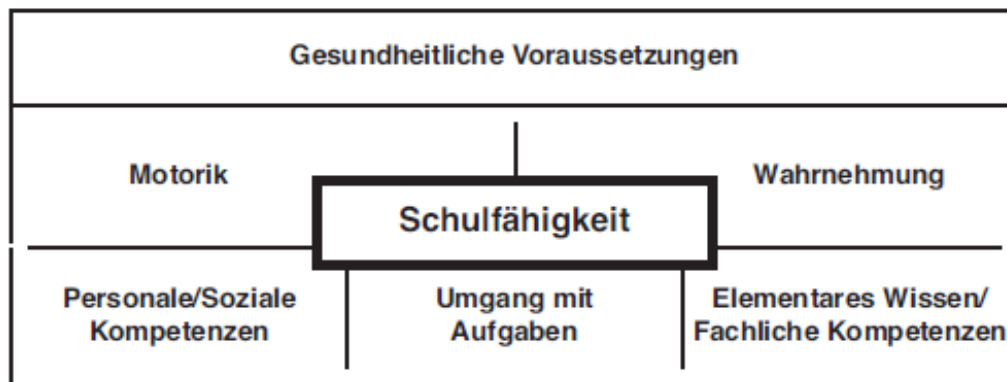 Gesundheitliche Voraussetzungen
Motorik
Wahrnehmung
Schulfähigkeit
Personale/Soziale
Kompetenzen
Umgang mit
Aufgaben
Elementares Wissen/
Fachliche Kompetenzen